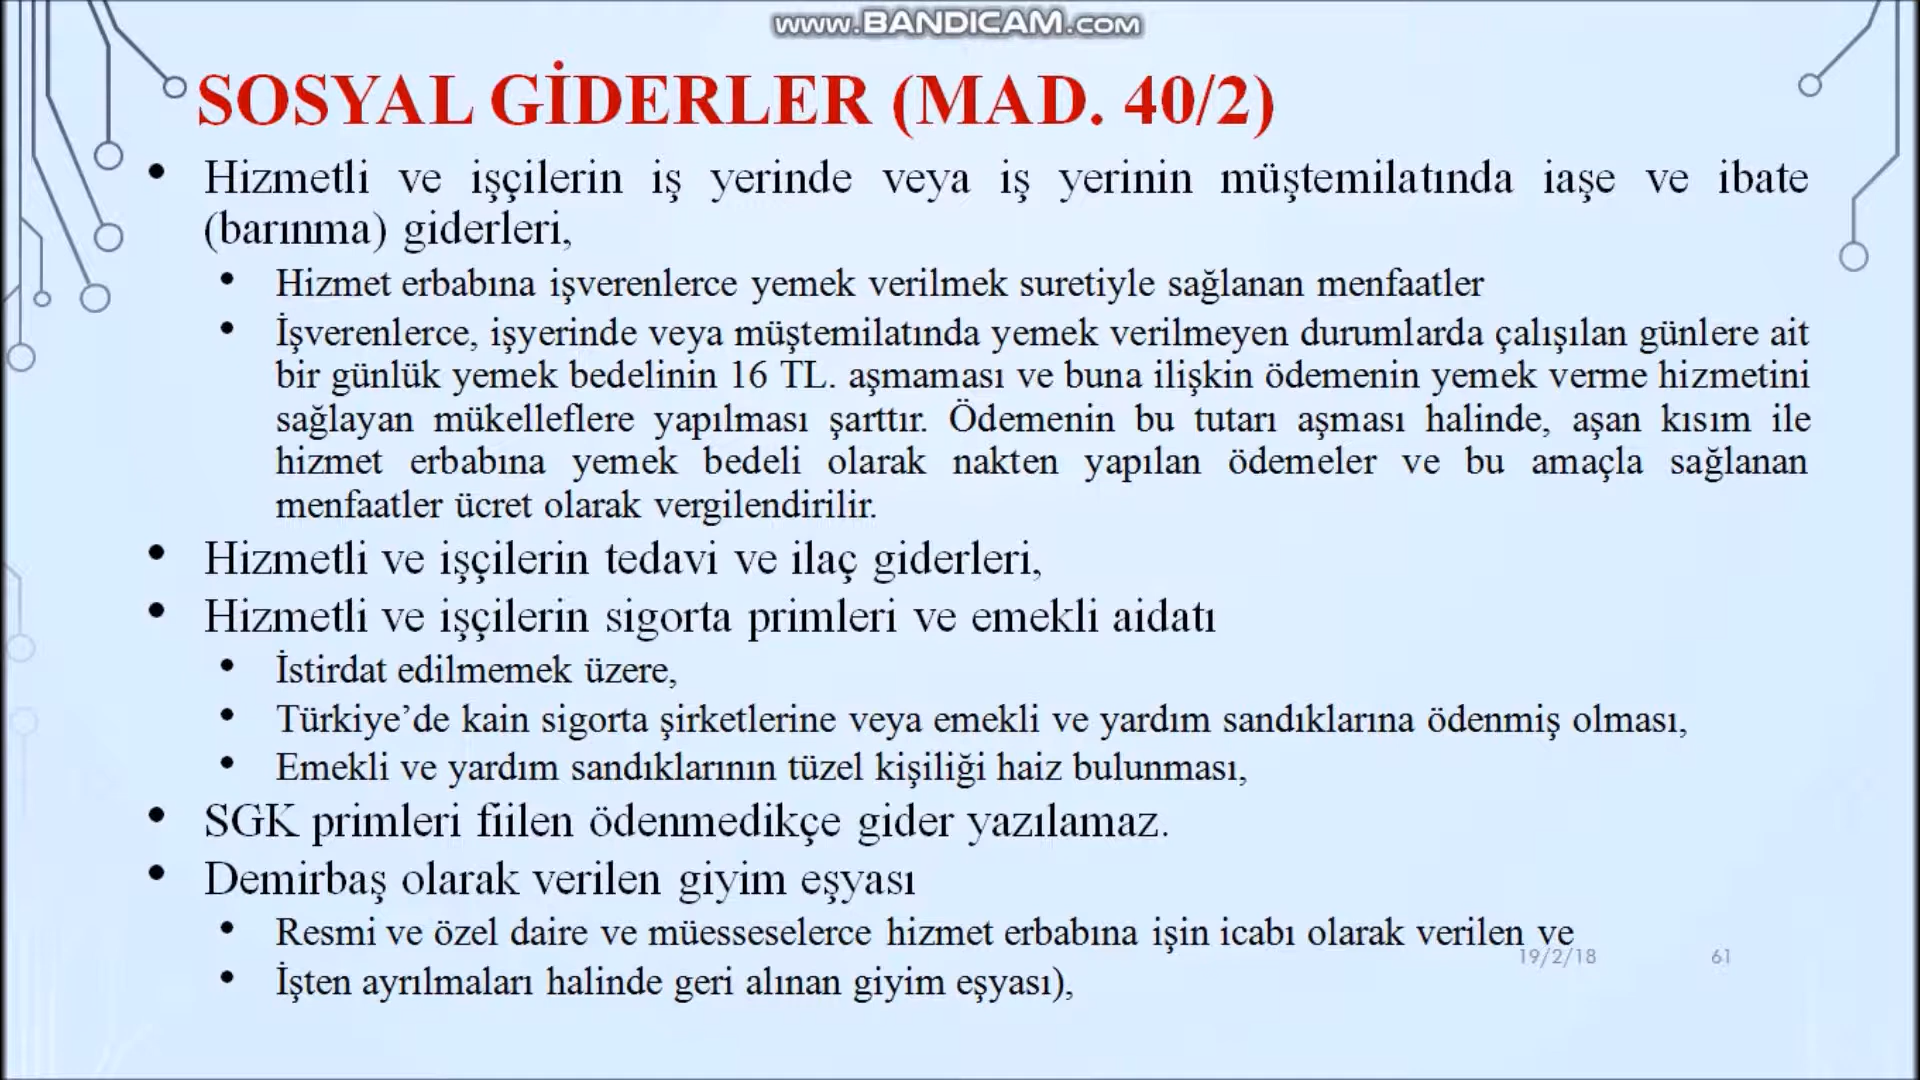 www.BANDICAM.com
SOSYAL GİDERLER (MAD. 40/2)
• Hizmetli ve işçilerin iş yerinde veya iş yerinin müştemilatında iaşe ve ibate
(barınma) giderleri,
• Hizmet erbabına işverenlerce yemek verilmek suretiyle sağlanan menfaatler
• İşverenlerce, işyerinde veya müştemilatında yemek verilmeyen durumlarda çalışılan günlere ait
bir günlük yemek bedelinin 16 TL. aşmaması ve buna ilişkin ödemenin yemek verme hizmetini
sağlayan mükelleflere yapılması şarttır. Ödemenin bu tutarı aşması halinde, aşan kısım ile
hizmet erbabına yemek bedeli olarak nakten yapılan ödemeler ve bu amaçla sağlanan
menfaatler ücret olarak vergilendirilir.
• Hizmetli ve işçilerin tedavi ve ilaç giderleri,
• Hizmetli ve işçilerin sigorta primleri ve emekli aidatı
• İstirdat edilmemek üzere,
• Türkiye’de kain sigorta şirketlerine veya emekli ve yardım sandıklarına ödenmiş olması,
• Emekli ve yardım sandıklarının tüzel kişiliği haiz bulunması,
• SGK primleri fiilen ödenmedikçe gider yazılamaz.
• Demirbaş olarak verilen giyim eşyası
• Resmi ve özel daire ve müesseselerce hizmet erbabına işin icabı olarak verilen ve
• İşten ayrılmaları halinde geri alınan giyim eşyası),
19/2/18
61